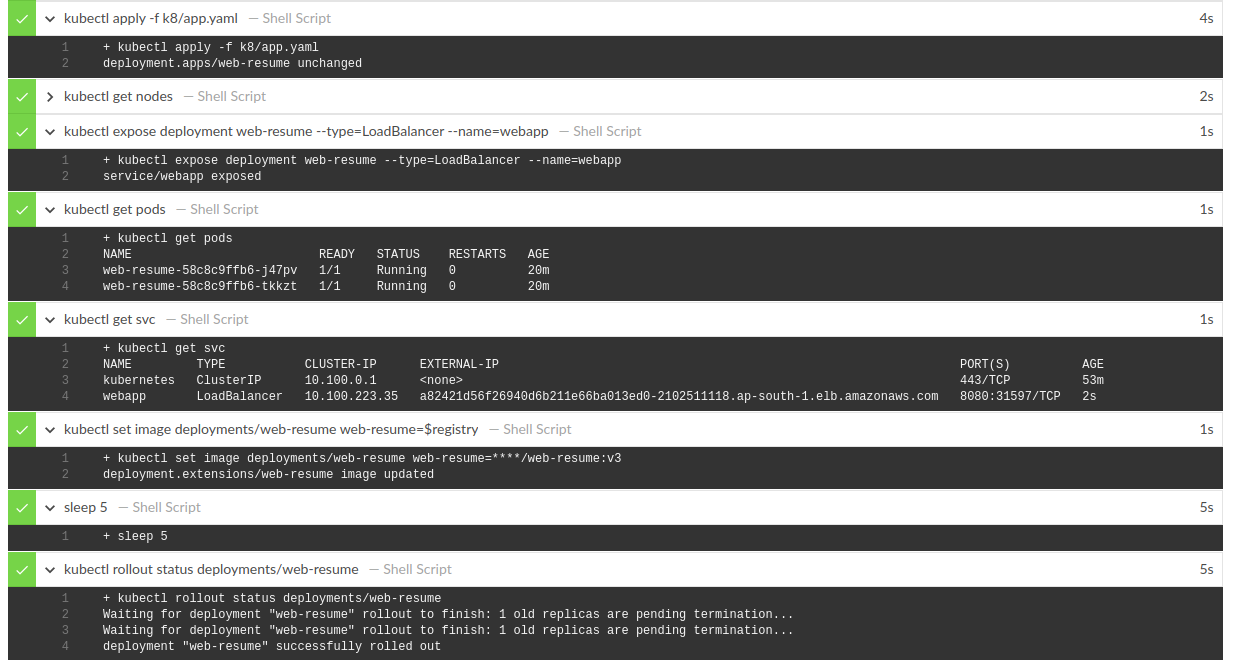 kubectl apply -f k8/app.yaml — Shell Script 4s
1 + kubectl apply -f k8/app.yaml
2 deployment.apps/web-resume unchanged
kubectl get nodes — Shell Script 2s
kubectl expose deployment web-resume --type=LoadBalancer --name=webapp — Shell Script 1s
1 + kubectl expose deployment web-resume --type=LoadBalancer --name=webapp
2 service/webapp exposed
kubectl get pods — Shell Script 1s
1 + kubectl get pods
2 NAME READY STATUS RESTARTS AGE
3 web-resume-58c8c9ffb6-j47pv 1/1 Running 0 20m
4 web-resume-58c8c9ffb6-tkkzt 1/1 Running 0 20m
kubectl get svc — Shell Script 1s
1 + kubectl get svc
2 NAME TYPE CLUSTER-IP EXTERNAL-IP PORT(S) AGE
3 kubernetes ClusterIP 10.100.0.1 <none> 443/TCP 53m
4 webapp LoadBalancer 10.100.223.35 a82421d56f26940d6b211e66ba013ed0-2102511118.ap-south-1.elb.amazonaws.com 8080:31597/TCP 2s
kubectl set image deployments/web-resume web-resume=$registry — Shell Script 1s
1 + kubectl set image deployments/web-resume web-resume=****/web-resume:v3
2 deployment.extensions/web-resume image updated
sleep 5 — Shell Script 5s
1 + sleep 5
kubectl rollout status deployments/web-resume — Shell Script 5s
1 + kubectl rollout status deployments/web-resume
2 Waiting for deployment "web-resume" rollout to finish: 1 old replicas are pending termination...
3 Waiting for deployment "web-resume" rollout to finish: 1 old replicas are pending termination...
4 deployment "web-resume" successfully rolled out